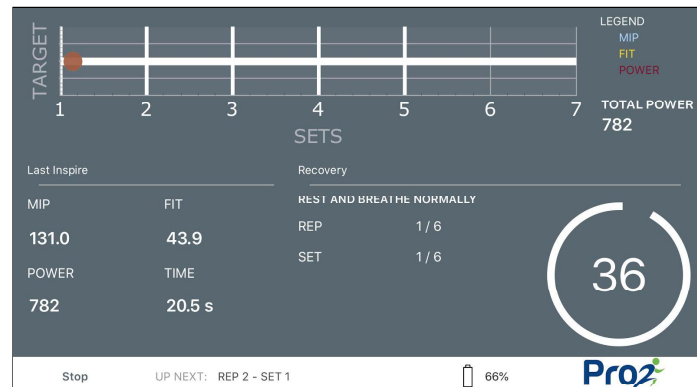 TARGET
1 2 3 4 5 6 7
SETS
LEGEND
MIP
FIT
POWER
TOTAL POWER
782
Last Inspire
MIP
FIT
131.0
43.9
POWER
TIME
782
20.5 s
Recovery
REST AND BREATHE NORMALLY
REP 1 / 6
SET 1 / 6
36
Stop
UP NEXT: REP 2 - SET 1
66%
Pro2